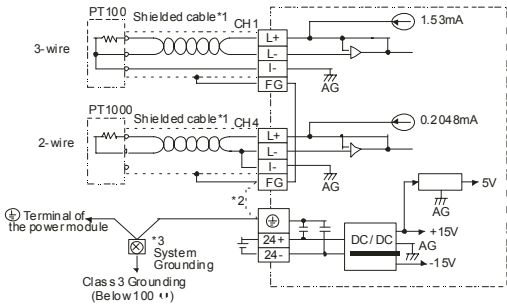 PT100
Shielded cable*1
CH1
1.53mA
3-wire
L+
L-
I-
FG
AG
PT1000
Shielded cable*1
CH4
0.2048mA
2-wire
L+
L-
I-
FG
AG
*2
5V
AG
Terminal of
the power module
*3
System
Grounding
24+
24-
DC/DC
+15V
AG
-15V
Class 3 Grounding
(Below 100 )